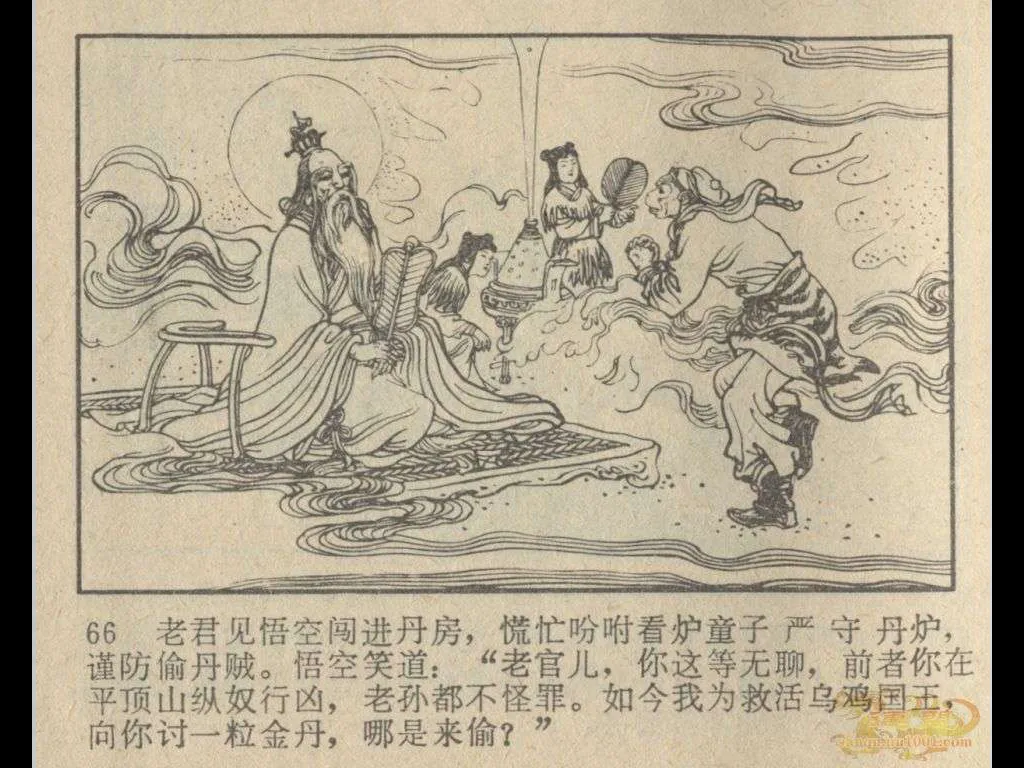 66 老君见悟空闯进丹房，慌忙吩咐看炉童子严守丹炉，
谨防偷丹贼。悟空笑道：“老官儿，你这等无聊，前者你在
平顶山纵奴行凶，老孙都不怪罪。如今我为救活乌鸡国王，
向你讨一粒金丹，哪是来偷？”